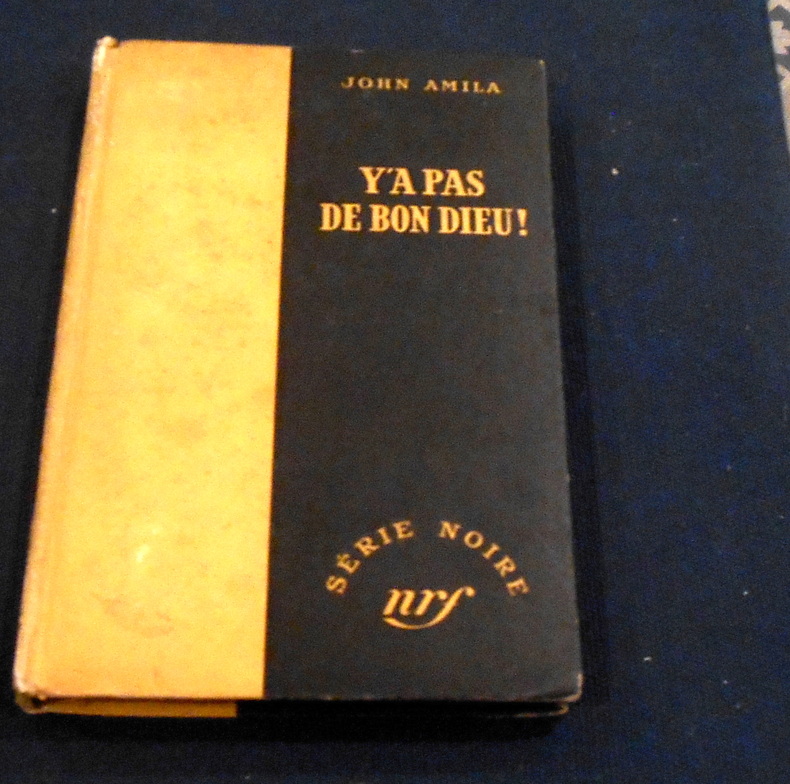 JOHN AMILA
Y'A PAS
DE BON DIEU!
SÉRIE NOIRE
nrf